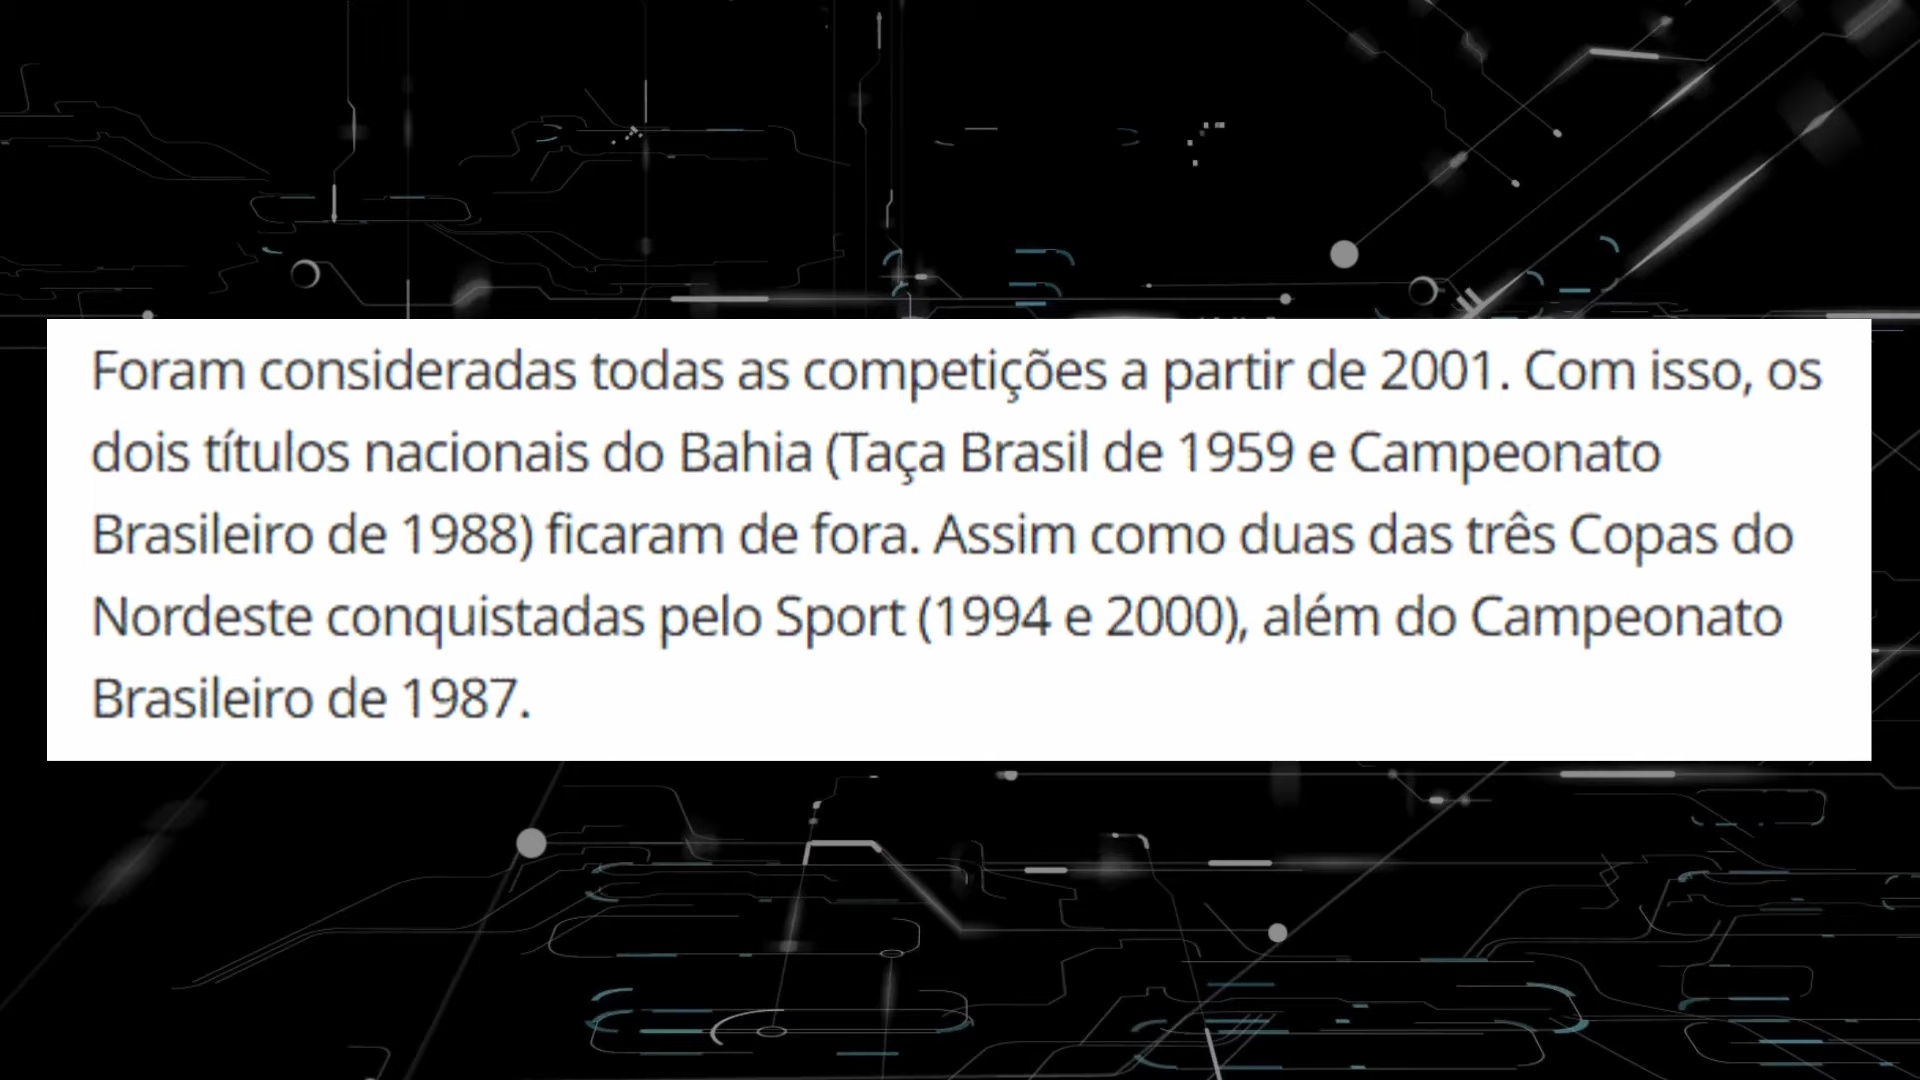 Foram consideradas todas as competições a partir de 2001. Com isso, os
dois títulos nacionais do Bahia (Taça Brasil de 1959 e Campeonato
Brasileiro de 1988) ficaram de fora. Assim como duas das três Copas do
Nordeste conquistadas pelo Sport (1994 e 2000), além do Campeonato
Brasileiro de 1987.